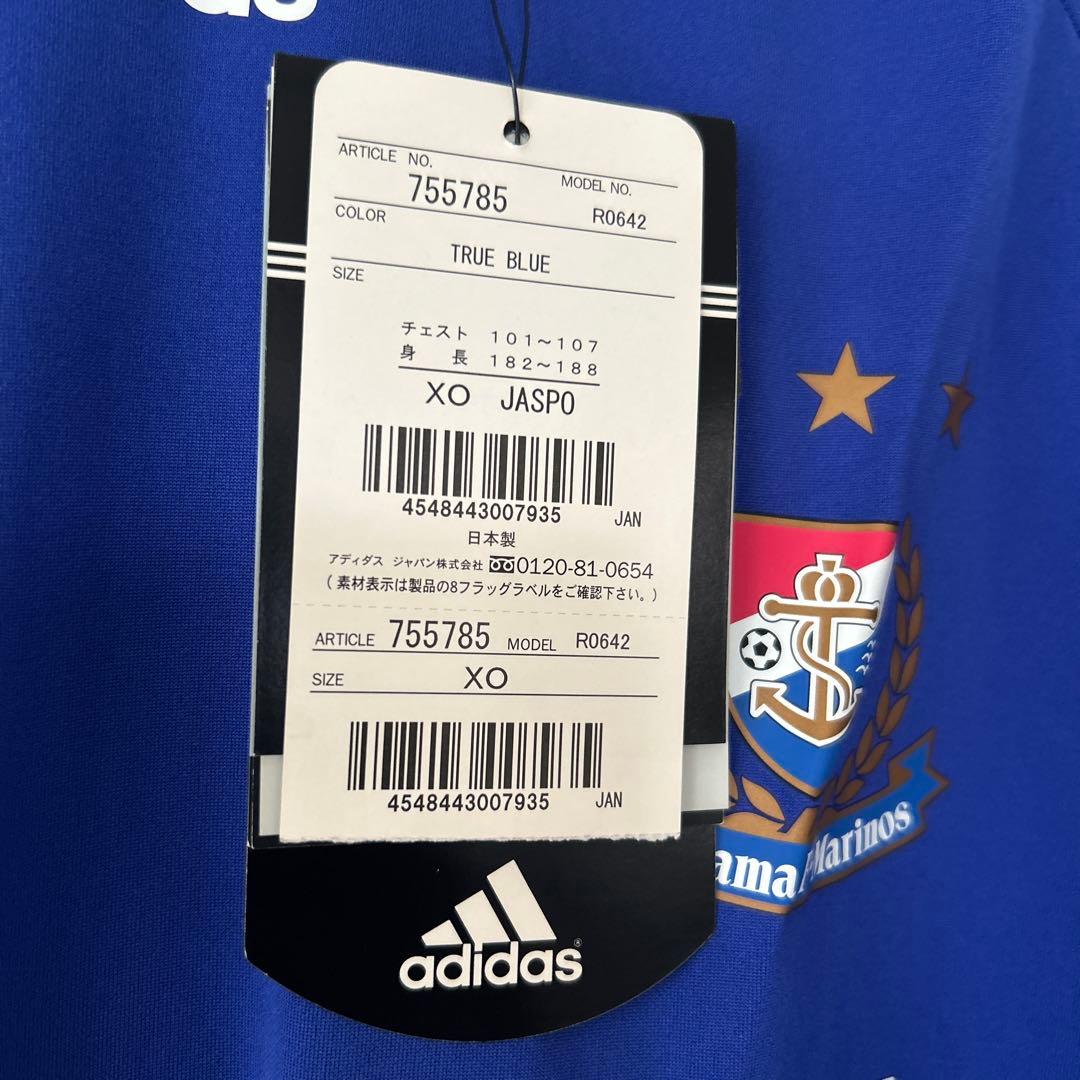 das
ARTICLE NO.
MODEL NO.
755785
R0642
COLOR
TRUE BLUE
SIZE
チェスト 101～107
身 長 182～188
XO JASPO
4548443007935 JAN
日本製
アディダス ジャパン株式会社 0120-81-0654
(素材表示は製品の8フラッグラベルをご確認下さい。)
ARTICLE 755785 MODEL R0642
SIZE XO
4548443007935 JAN
adidas®
ama F·Marinos